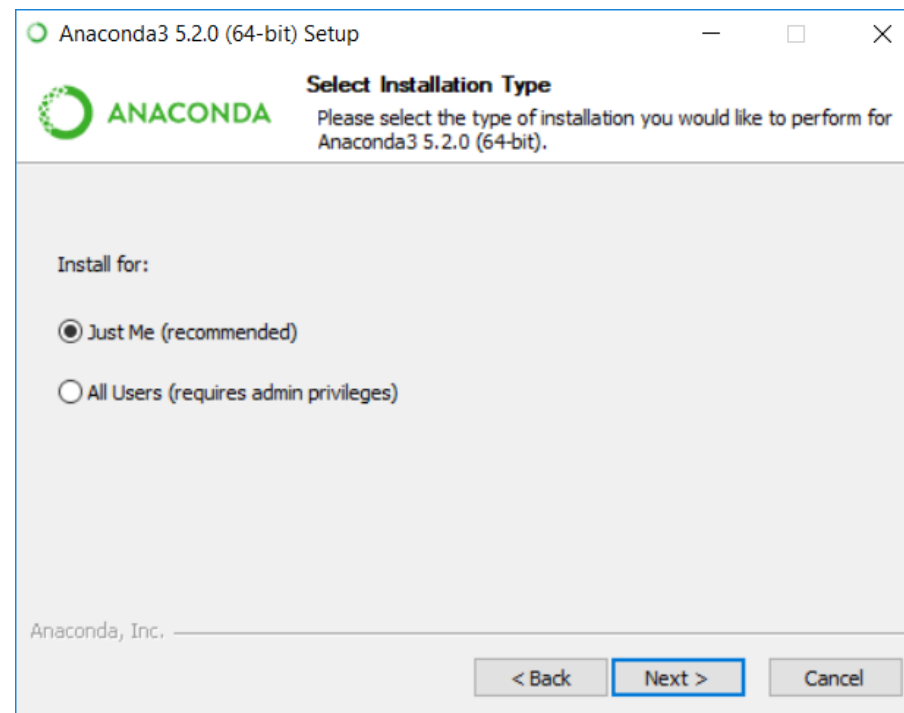 Anaconda3 5.2.0 (64-bit) Setup
ANACONDA
Select Installation Type
Please select the type of installation you would like to perform for
Anaconda3 5.2.0 (64-bit).
Install for:
Just Me (recommended)
All Users (requires admin privileges)
Anaconda, Inc.
< Back
Next >
Cancel